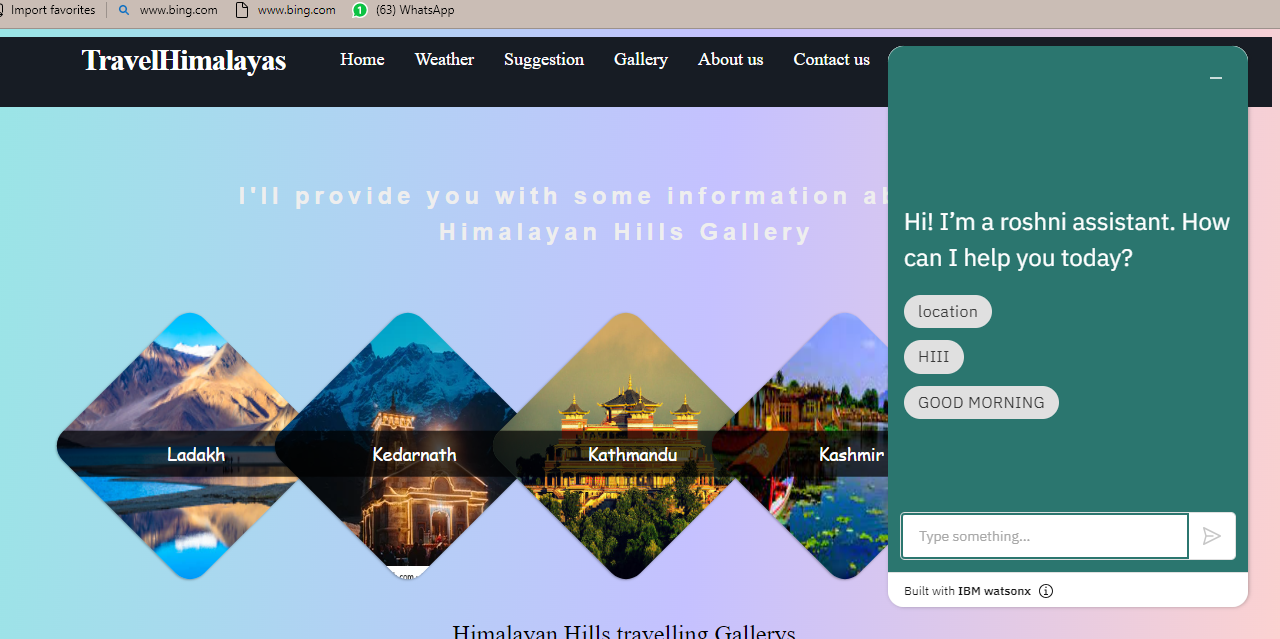 Import favorites www.bing.com www.bing.com (63) WhatsApp
TravelHimalayas Home Weather Suggestion Gallery About us Contact us
I'll provide you with some information
Himalayan Hills Gallery
Ladakh Kedarnath Kathmandu Kashmir
Himalayan Hills travelling Gallerys
Hi! I'm a roshni assistant. How
can I help you today?
location
HIII
GOOD MORNING
Type something...
Built with IBM watsonx